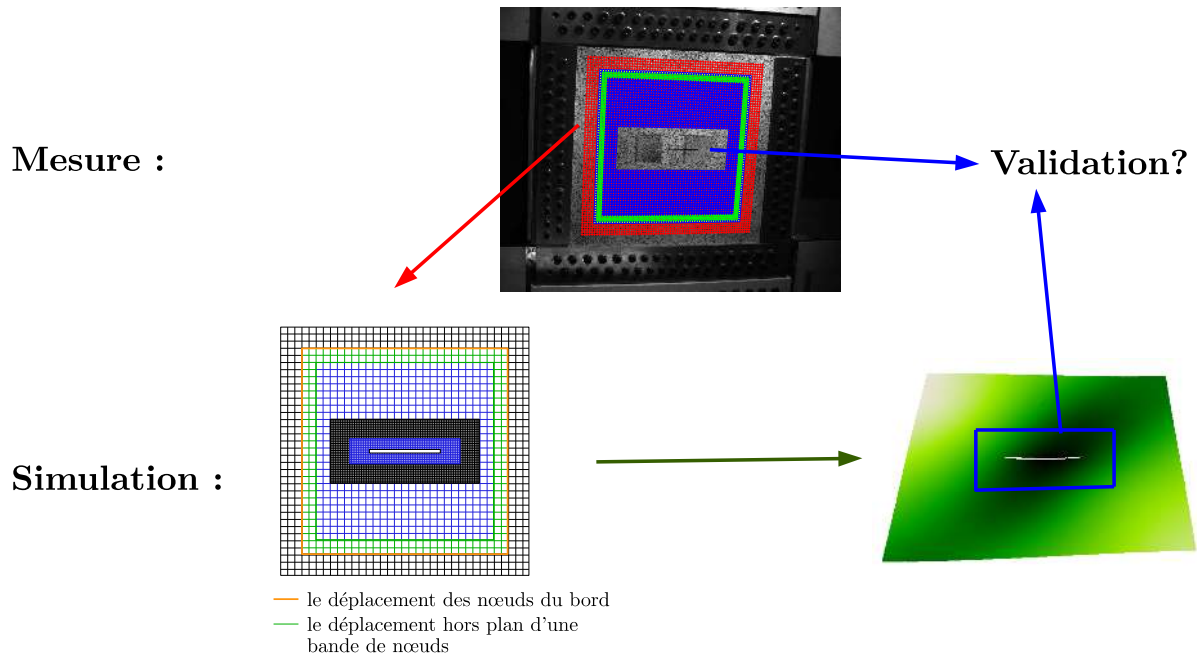 Mesure :
Validation?
Simulation :
le déplacement des nœuds du bord
le déplacement hors plan d'une
bande de nœuds